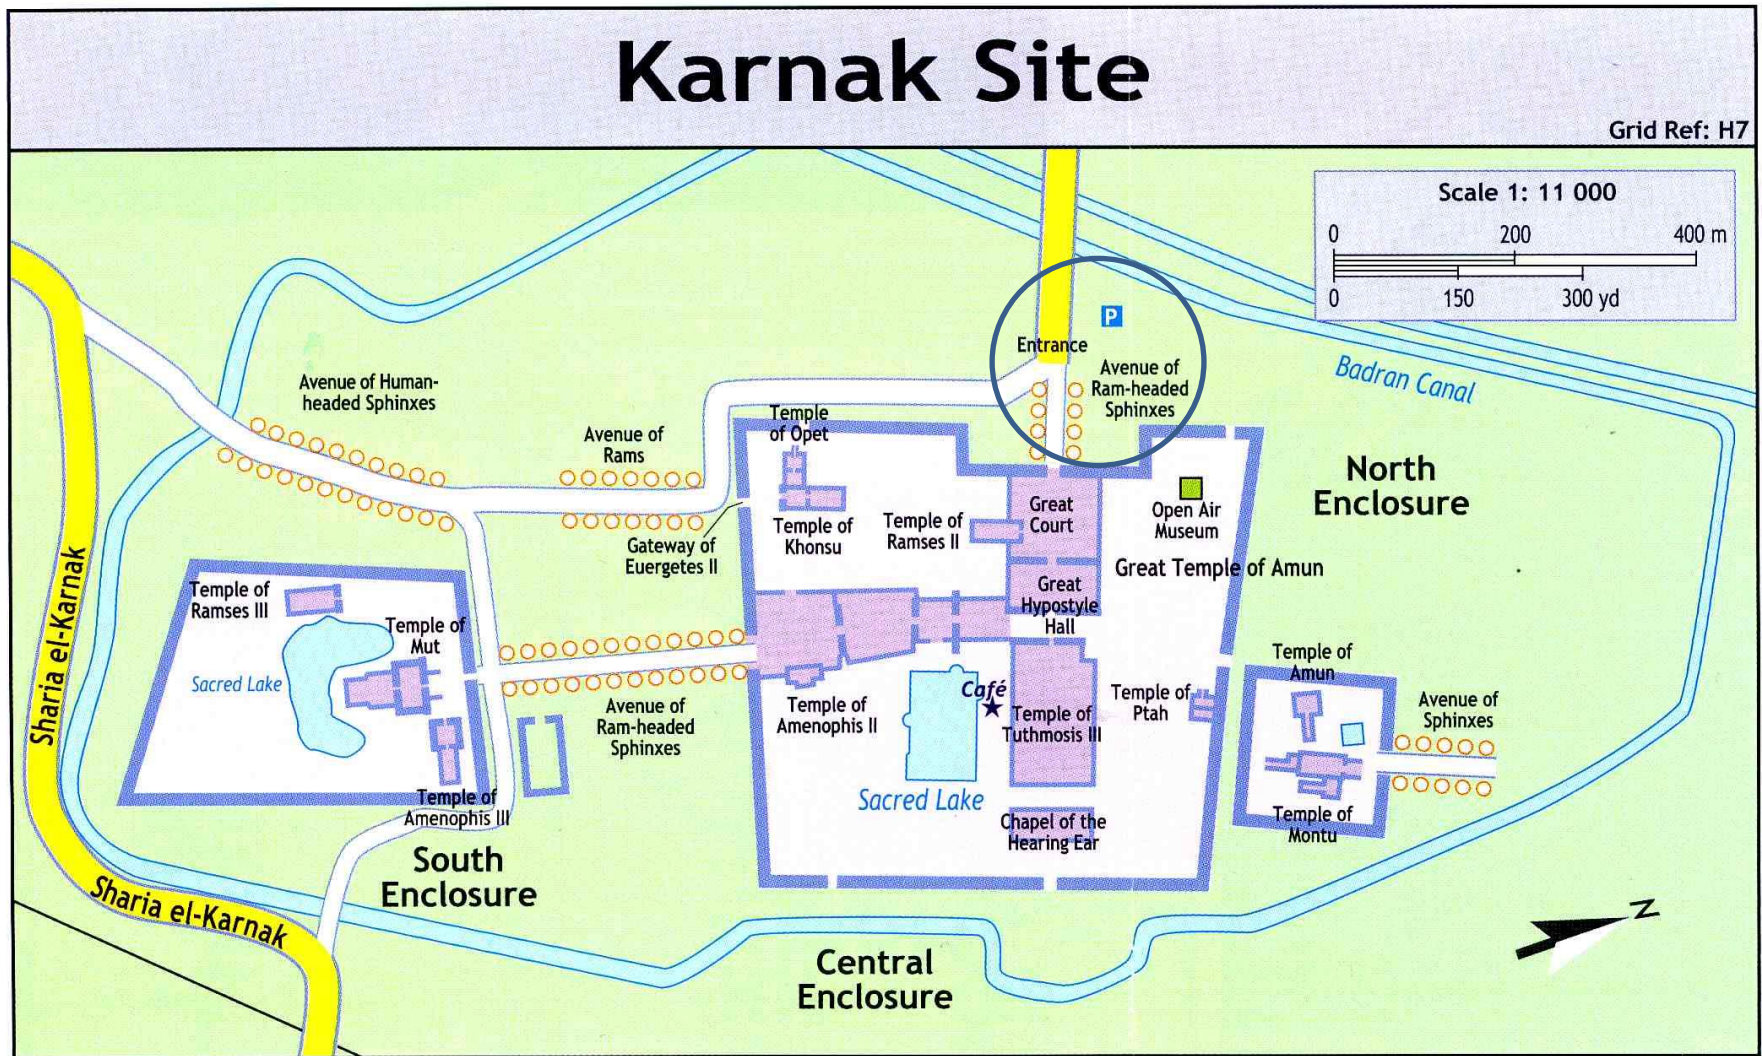 Karnak Site
Grid Ref: H7
Scale 1: 11 000
0 200 400 m
0 150 300 yd
P
Entrance
Avenue of
Ram-headed
Sphinxes
Badran Canal
Avenue of Human-
headed Sphinxes
Avenue of
Rams
Temple
of Opet
Temple of
Khonsu
Temple of
Ramses II
Great
Court
Open Air
Museum
North
Enclosure
Gateway of
Euergetes II
Great Temple of Amun
Great
Hypostyle
Hall
Temple of
Ramses III
Temple of
Mut
Sacred Lake
Sharia el-Karnak
Temple of
Amun
Avenue of
Sphinxes
Avenue of
Ram-headed
Sphinxes
Temple of
Amenophis II
Café
Temple of
Tuthmosis III
Temple of
Ptah
Sacred Lake
Temple of
Amenophis III
Chapel of the
Hearing Ear
Temple of
Montu
South
Enclosure
Sharia el-Karnak
Central
Enclosure
N